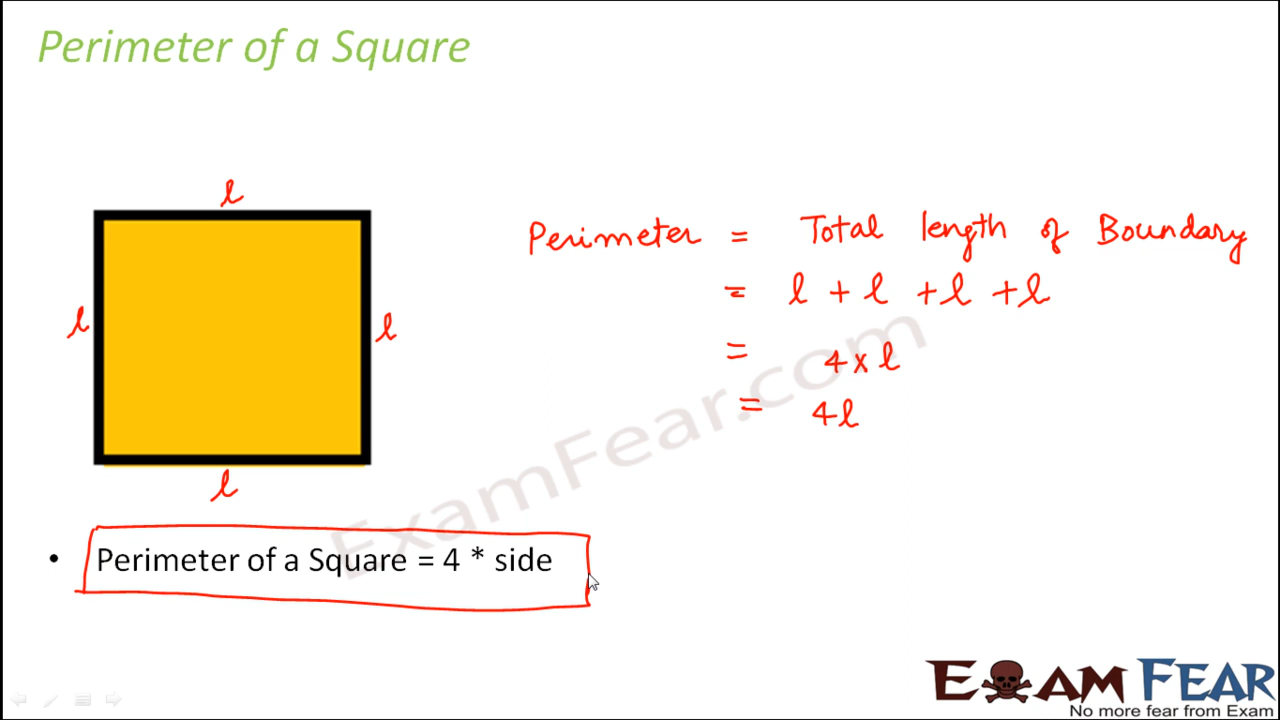 Perimeter of a Square
l
l
l
l
Perimeter = Total length of Boundary
= l + l + l + l
= 4 x l
= 4l
• Perimeter of a Square = 4 * side
ExamFear.com
EXAM FEAR
No more fear from Exam